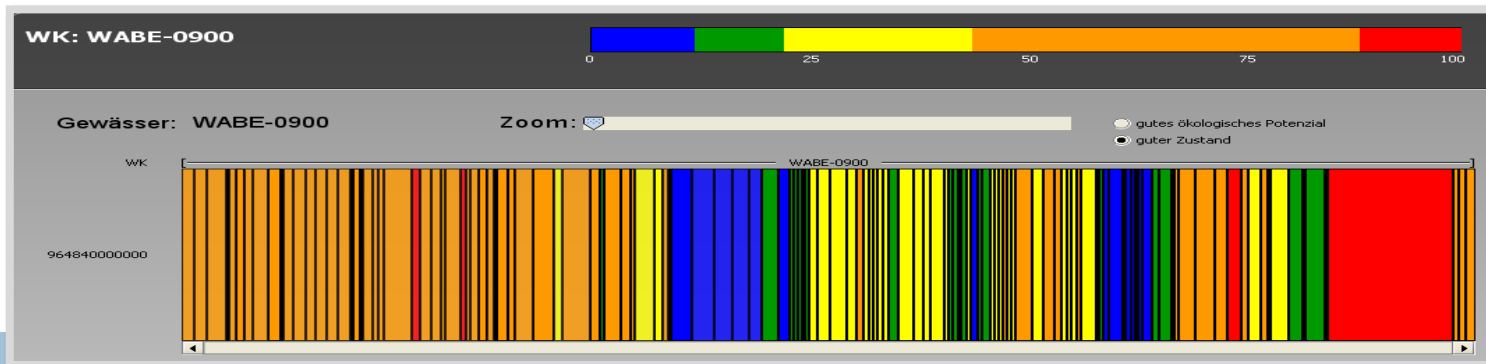 WK: WABE-0900
0 25 50 75 100
Gewässer: WABE-0900 Zoom:
gutes ökologisches Potenzial
guter Zustand
WK [ WABE-0900 ]
964840000000